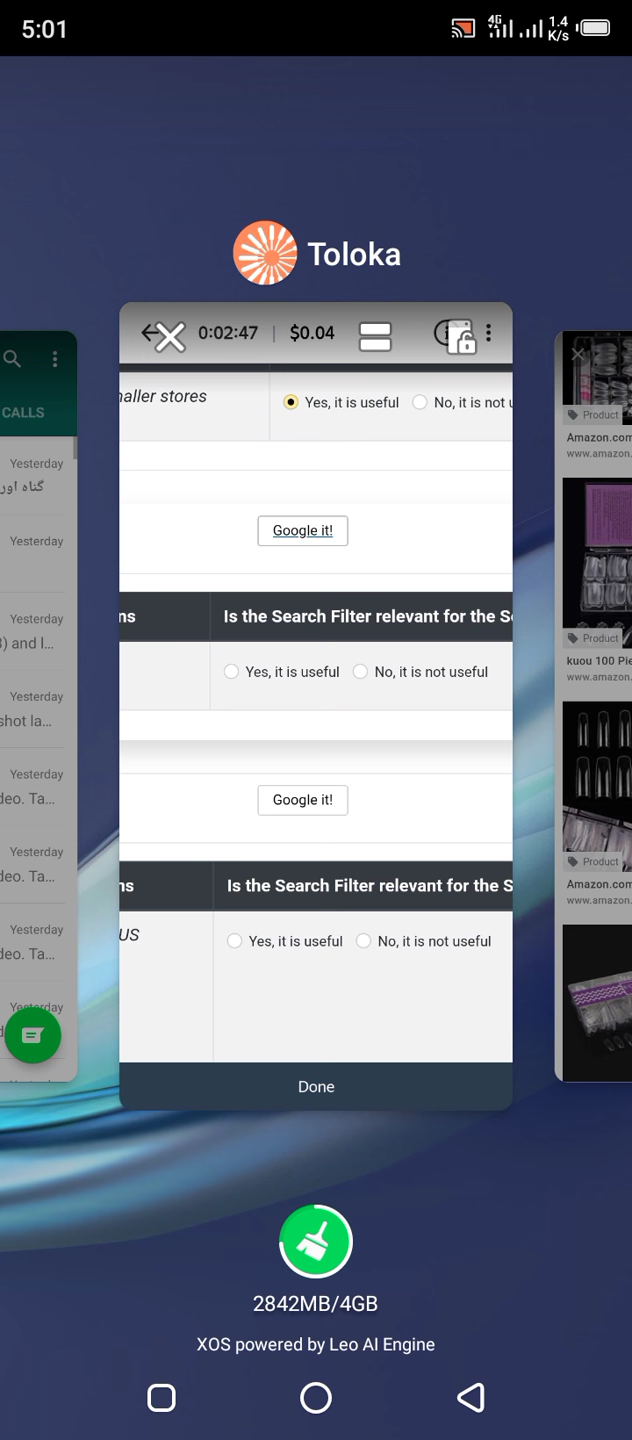 5:01
4G
1.4
K/s
Toloka
0:02:47 | $0.04
CALLS
Yesterday
گناه اور
Yesterday
Yesterday
3) and I...
Yesterday
shot la...
Yesterday
deo. Ta...
Yesterday
deo. Ta...
Yesterday
deo. Ta...
Yesterday
naller stores
Yes, it is useful
No, it is not u
Google it!
ns
Is the Search Filter relevant for the Se
Yes, it is useful
No, it is not useful
Google it!
ns
Is the Search Filter relevant for the S
US
Yes, it is useful
No, it is not useful
Done
Product
Amazon.com
www.amazon.
Product
kuou 100 Pie
www.amazon.
Product
Amazon.com
www.amazon.
2842MB/4GB
XOS powered by Leo AI Engine